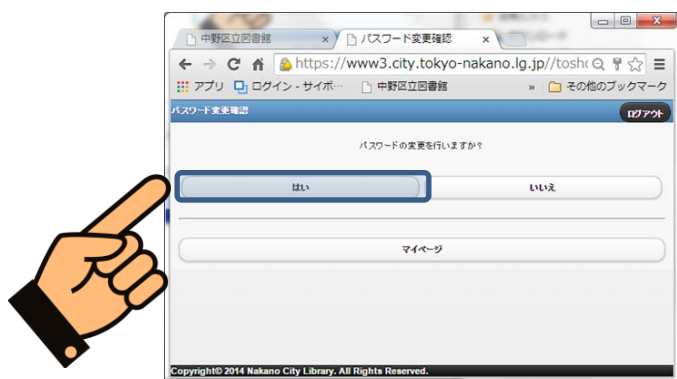 中野区立図書館 × パスワード変更確認 ×
https://www3.city.tokyo-nakano.lg.jp//tosho
アプリ ログイン - サイボ… 中野区立図書館 » その他のブックマーク
パスワード変更確認 ログアウト
パスワードの変更を行いますか?
はい いいえ
マイページ
Copyright© 2014 Nakano City Library. All Rights Reserved.